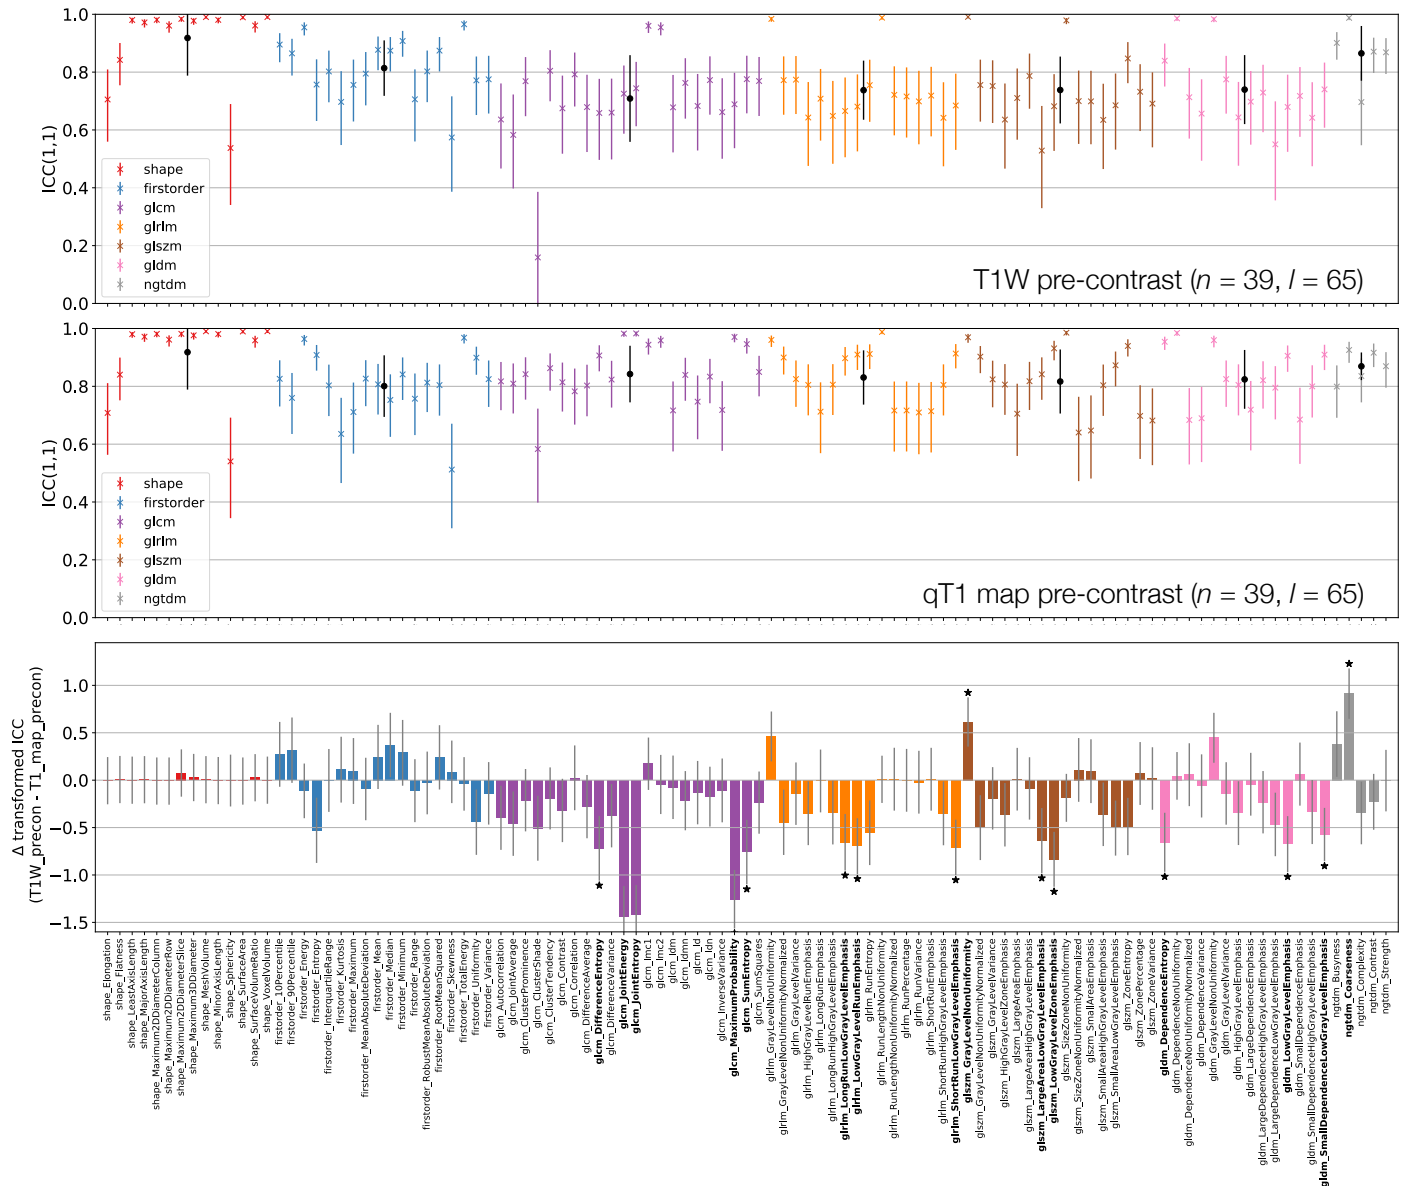 1.0
0.8
0.6
0.4
0.2
0.0
ICC(1,1)
shape
firstorder
glcm
glrlm
glszm
gldm
ngtdm
T1W pre-contrast (n = 39, l = 65)
1.0
0.8
0.6
0.4
0.2
0.0
ICC(1,1)
shape
firstorder
glcm
glrlm
glszm
gldm
ngtdm
qT1 map pre-contrast (n = 39, l = 65)
1.0
0.5
0.0
−0.5
−1.0
−1.5
Δ transformed ICC
(T1W_precon - T1_map_precon)
shape_Elongation
shape_Flatness
shape_LeastAxisLength
shape_MajorAxisLength
shape_Maximum2DDiameterColumn
shape_Maximum2DDiameterRow
shape_Maximum2DDiameterSlice
shape_Maximum3DDiameter
shape_MeshVolume
shape_MinorAxisLength
shape_Sphericity
shape_SurfaceArea
shape_SurfaceVolumeRatio
shape_VoxelVolume
firstorder_10Percentile
firstorder_90Percentile
firstorder_Energy
firstorder_Entropy
firstorder_InterquartileRange
firstorder_Kurtosis
firstorder_Maximum
firstorder_MeanAbsoluteDeviation
firstorder_Mean
firstorder_Median
firstorder_Minimum
firstorder_Range
firstorder_RobustMeanAbsoluteDeviation
firstorder_RootMeanSquared
firstorder_Skewness
firstorder_TotalEnergy
firstorder_Uniformity
firstorder_Variance
glcm_Autocorrelation
glcm_JointAverage
glcm_ClusterProminence
glcm_ClusterShade
glcm_ClusterTendency
glcm_Contrast
glcm_Correlation
glcm_DifferenceAverage
glcm_DifferenceEntropy
glcm_DifferenceVariance
glcm_JointEnergy
glcm_JointEntropy
glcm_Imc1
glcm_Imc2
glcm_Idm
glcm_Idmn
glcm_Id
glcm_Idn
glcm_InverseVariance
glcm_MaximumProbability
glcm_SumEntropy
glcm_SumSquares
glrlm_GrayLevelNonUniformity
glrlm_GrayLevelNonUniformityNormalized
glrlm_GrayLevelVariance
glrlm_HighGrayLevelRunEmphasis
glrlm_LongRunEmphasis
glrlm_LongRunHighGrayLevelEmphasis
glrlm_LongRunLowGrayLevelEmphasis
glrlm_LowGrayLevelRunEmphasis
glrlm_RunEntropy
glrlm_RunLengthNonUniformity
glrlm_RunLengthNonUniformityNormalized
glrlm_RunPercentage
glrlm_RunVariance
glrlm_ShortRunEmphasis
glrlm_ShortRunHighGrayLevelEmphasis
glrlm_ShortRunLowGrayLevelEmphasis
glszm_GrayLevelNonUniformity
glszm_GrayLevelNonUniformityNormalized
glszm_GrayLevelVariance
glszm_HighGrayLevelZoneEmphasis
glszm_LargeAreaEmphasis
glszm_LargeAreaHighGrayLevelEmphasis
glszm_LargeAreaLowGrayLevelEmphasis
glszm_LowGrayLevelZoneEmphasis
glszm_SizeZoneNonUniformity
glszm_SizeZoneNonUniformityNormalized
glszm_SmallAreaEmphasis
glszm_SmallAreaHighGrayLevelEmphasis
glszm_SmallAreaLowGrayLevelEmphasis
glszm_ZoneEntropy
glszm_ZonePercentage
glszm_ZoneVariance
gldm_DependenceEntropy
gldm_DependenceNonUniformity
gldm_DependenceNonUniformityNormalized
gldm_DependenceVariance
gldm_GrayLevelNonUniformity
gldm_GrayLevelVariance
gldm_HighGrayLevelEmphasis
gldm_LargeDependenceEmphasis
gldm_LargeDependenceHighGrayLevelEmphasis
gldm_LargeDependenceLowGrayLevelEmphasis
gldm_LowGrayLevelEmphasis
gldm_SmallDependenceEmphasis
gldm_SmallDependenceHighGrayLevelEmphasis
gldm_SmallDependenceLowGrayLevelEmphasis
ngtdm_Busyness
ngtdm_Coarseness
ngtdm_Complexity
ngtdm_Contrast
ngtdm_Strength